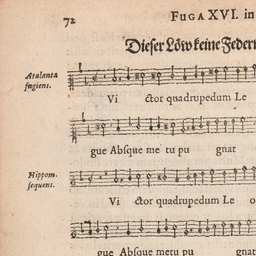 72 FUGA XVI. in
Dieser Löw keine Federn
Atalanta
fugiens.
Vi ctor quadrupedum Le
gue Absque me tu pu gnat
Hippom.
sequens.
Vi ctor quadrupedum Le o
gue Absque metu pu gnat